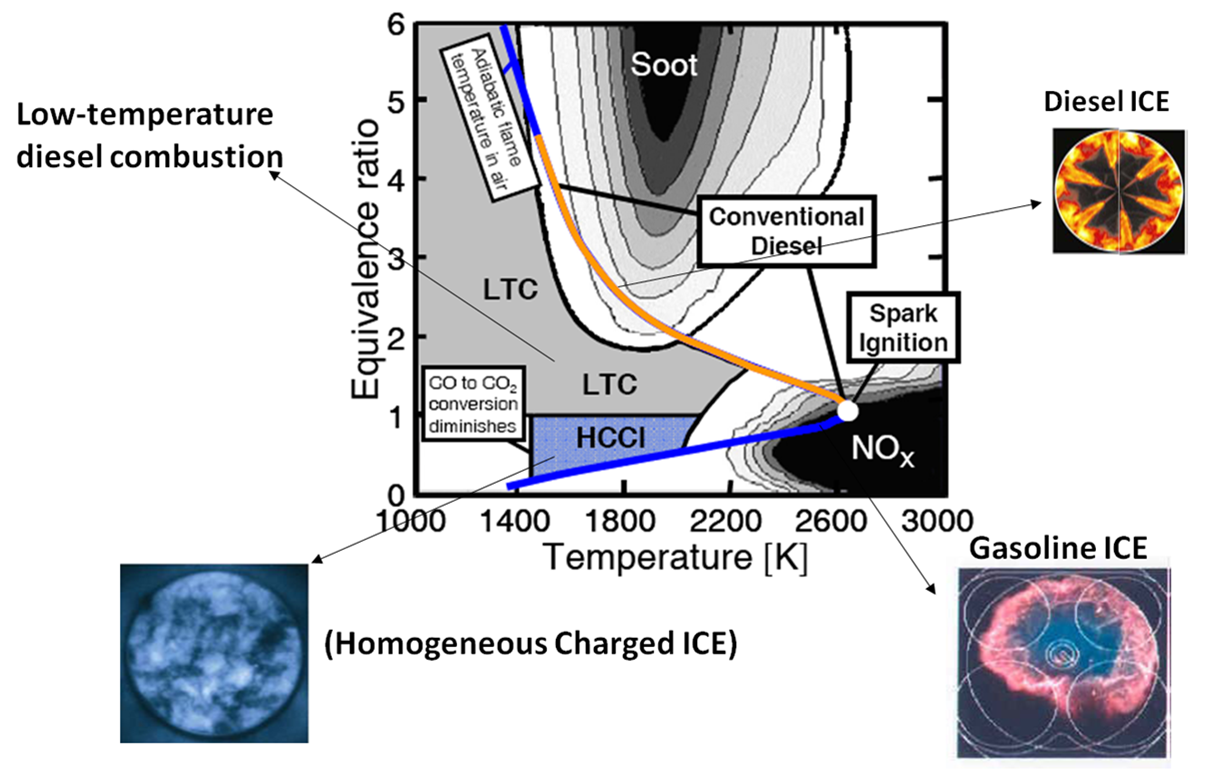 Low-temperature
diesel combustion
Equivalence ratio
6
5
4
3
2
1
0
Adiabatic flame
temperature in air
Soot
Conventional
Diesel
Spark
Ignition
LTC
LTC
CO to CO₂
conversion
diminishes
HCCI
NOₓ
1000 1400 1800 2200 2600 3000
Temperature [K]
Diesel ICE
Gasoline ICE
(Homogeneous Charged ICE)